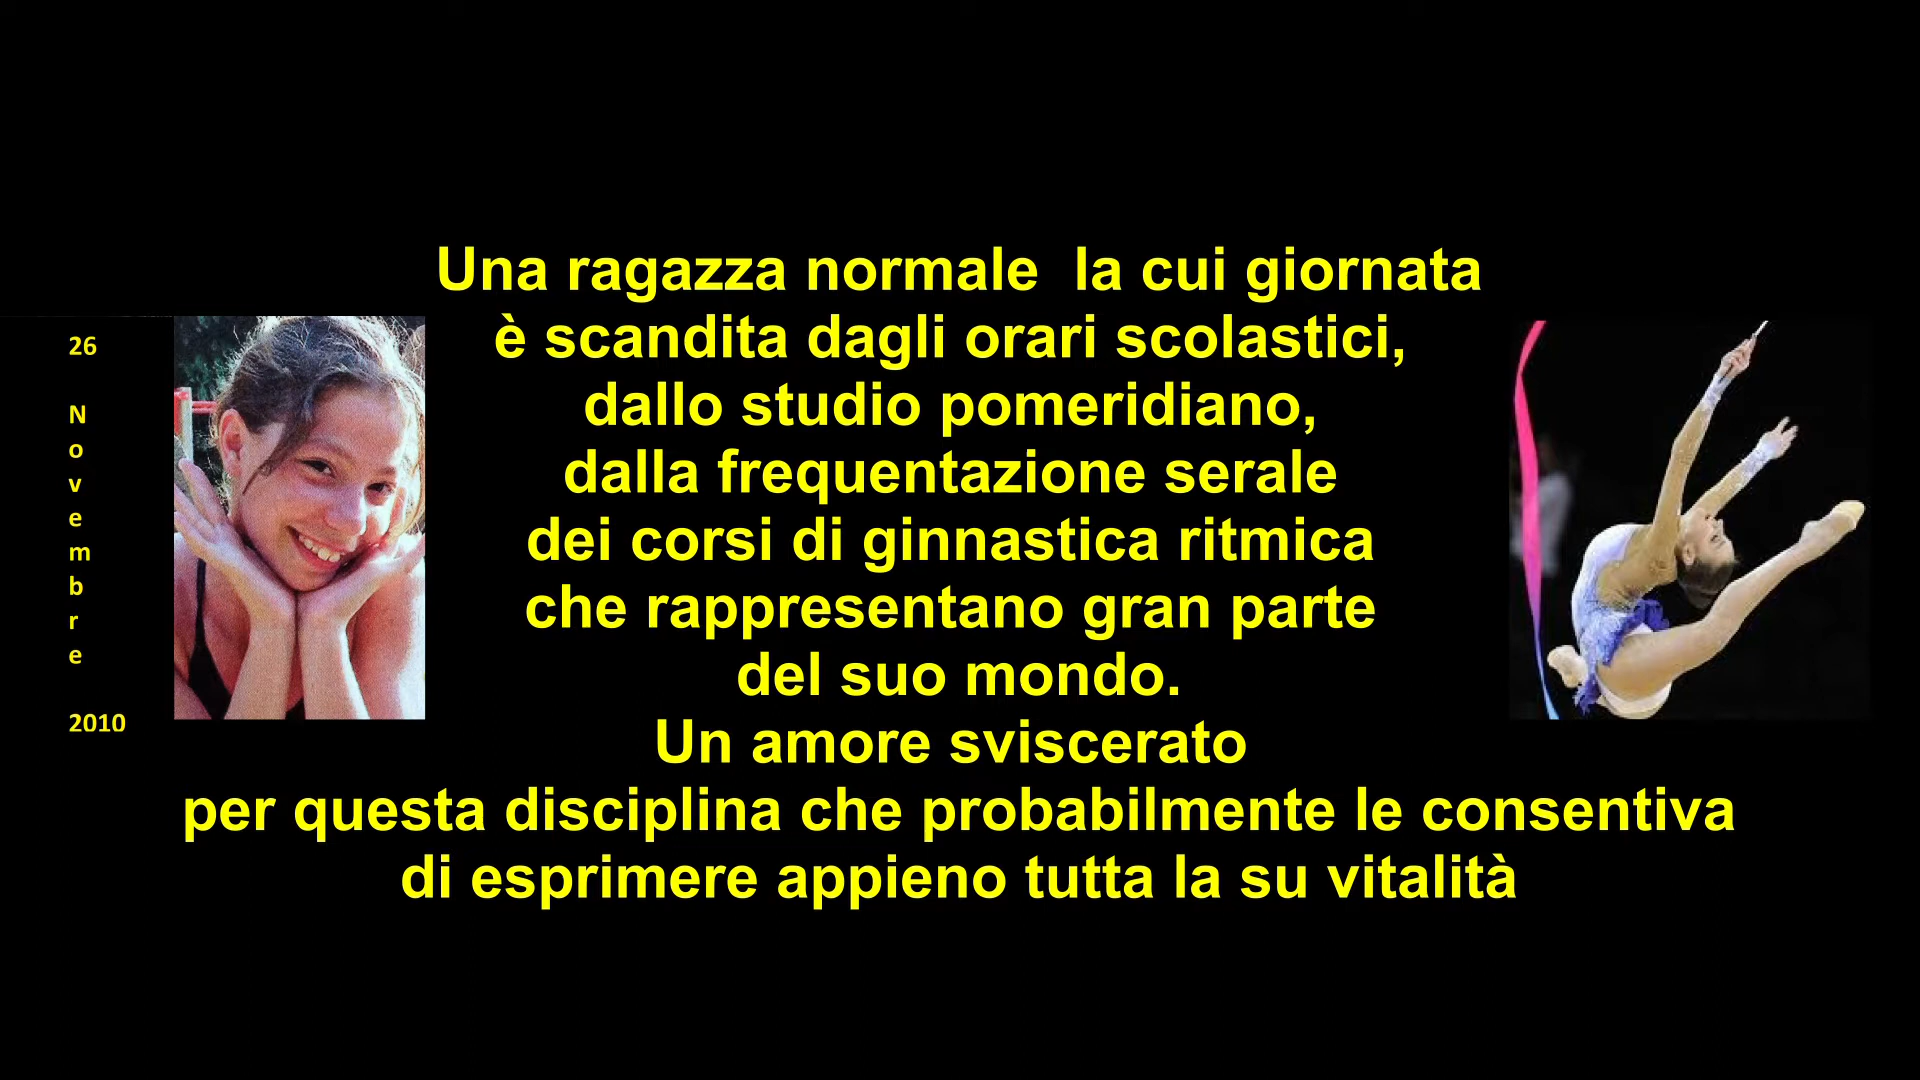 Una ragazza normale  la cui giornata
è scandita dagli orari scolastici,
dallo studio pomeridiano,
dalla frequentazione serale
dei corsi di ginnastica ritmica
che rappresentano gran parte
del suo mondo.
Un amore sviscerato
per questa disciplina che probabilmente le consentiva
di esprimere appieno tutta la su vitalità
26
N
o
v
e
m
b
r
e
2010